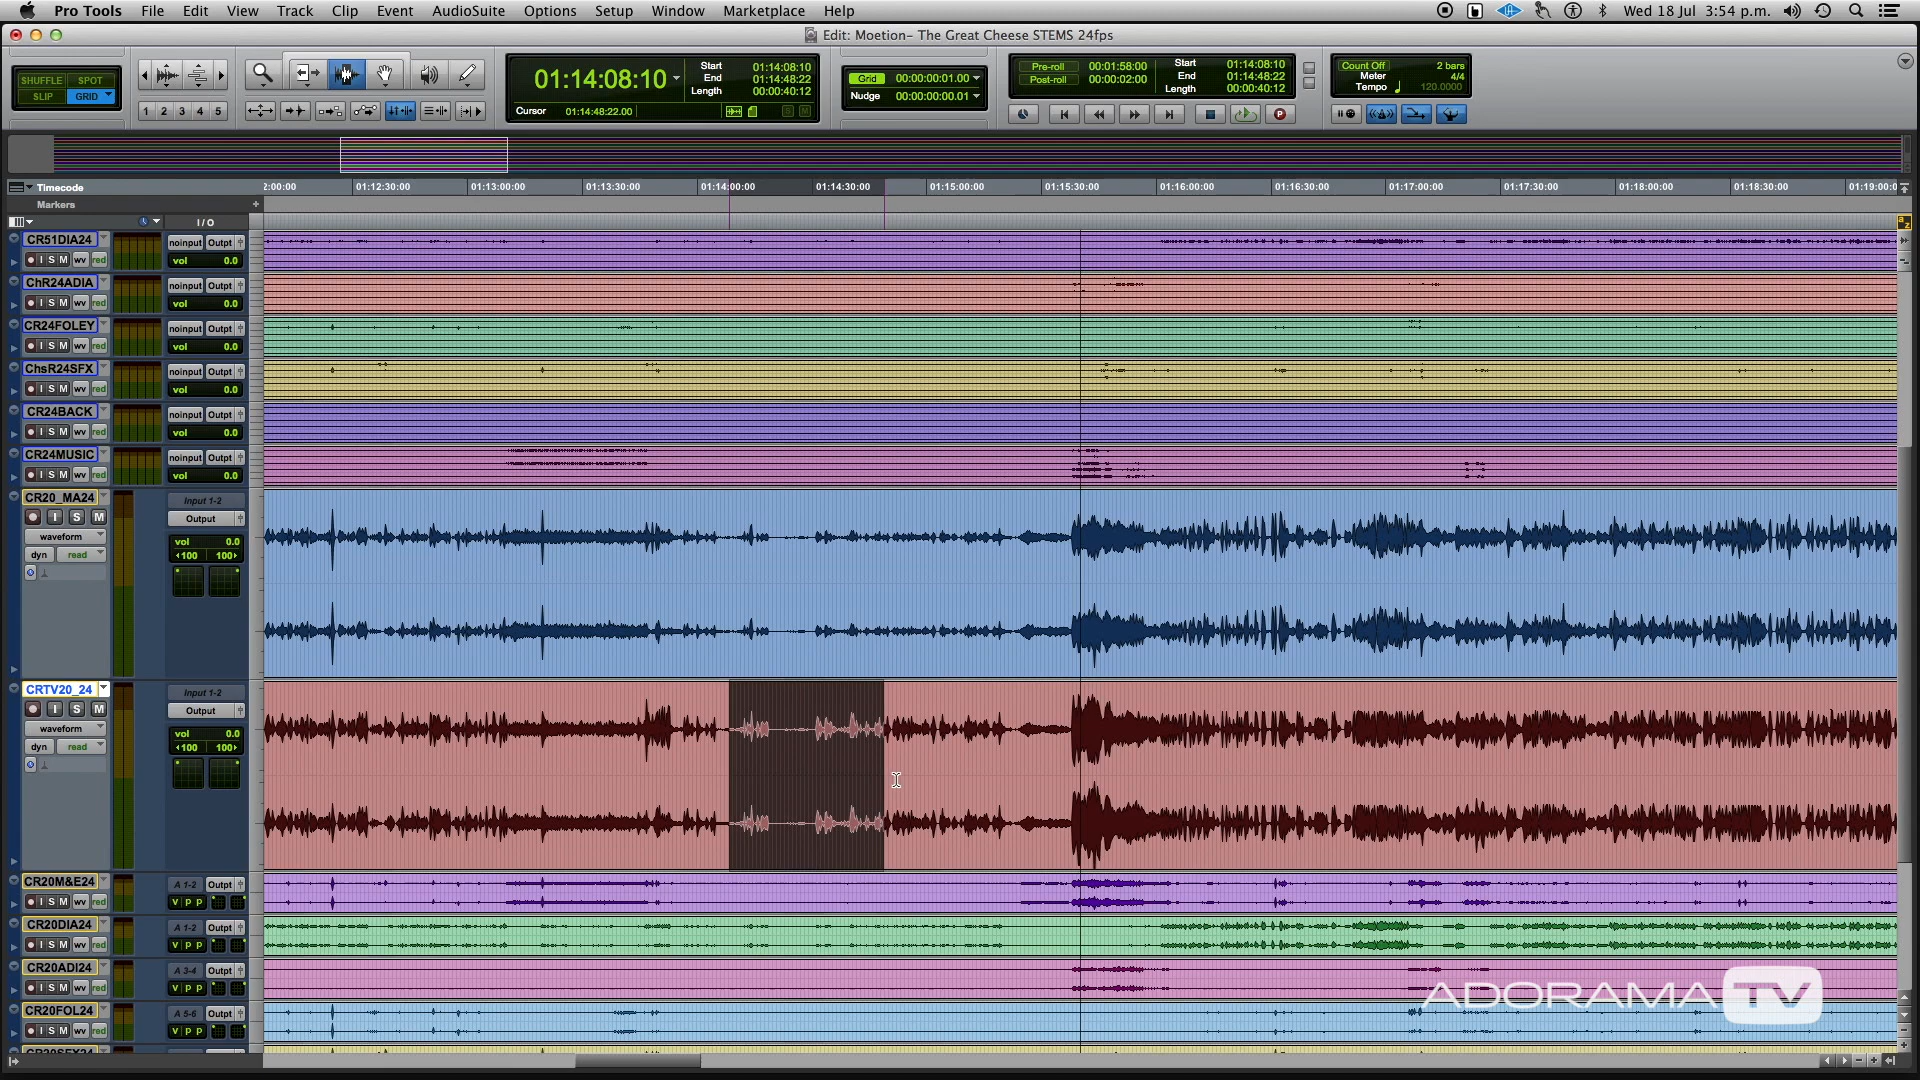 Pro Tools File Edit View Track Clip Event AudioSuite Options Setup Window Marketplace Help Wed 18 Jul 3:54 p.m.
Edit: Moetion- The Great Cheese STEMS 24fps
SHUFFLE SPOT
SLIP GRID
1 2 3 4 5
01:14:08:10
Start 01:14:08:10
End 01:14:48:22
Length 00:00:40:12
Cursor 01:14:48:22.00
Grid 00:00:00:01.00
Nudge 00:00:00:00.01
Pre-roll 00:01:58:00
Post-roll 00:00:02:00
Start 01:14:08:10
End 01:14:48:22
Length 00:00:40:12
Count Off 2 bars
Meter 4/4
Tempo 120.0000
Timecode 2:00:00 01:12:30:00 01:13:00:00 01:13:30:00 01:14:00:00 01:14:30:00 01:15:00:00 01:15:30:00 01:16:00:00 01:16:30:00 01:17:00:00 01:17:30:00 01:18:00:00 01:18:30:00 01:19:00:0
Markers
I / O
a z
CR51DIA24 noinput Outpt
I S M wv red vol 0.0
ChR24ADIA noinput Outpt
I S M wv red vol 0.0
CR24FOLEY noinput Outpt
I S M wv red vol 0.0
ChsR24SFX noinput Outpt
I S M wv red vol 0.0
CR24BACK noinput Outpt
I S M wv red vol 0.0
CR24MUSIC noinput Outpt
I S M wv red vol 0.0
CR20_MA24 Input 1-2
I S M Output
waveform vol 0.0
dyn read 100 100
CRTV20_24 Input 1-2
I S M Output
waveform vol 0.0
dyn read 100 100
CR20M&E24 A 1-2 Outpt
I S M wv red v p p
CR20DIA24 A 1-2 Outpt
I S M wv red v p p
CR20ADI24 A 3-4 Outpt
I S M wv red v p p
CR20FOL24 A 5-6 Outpt
I S M wv red v p p
CR20SFX24
ADORAMA TV